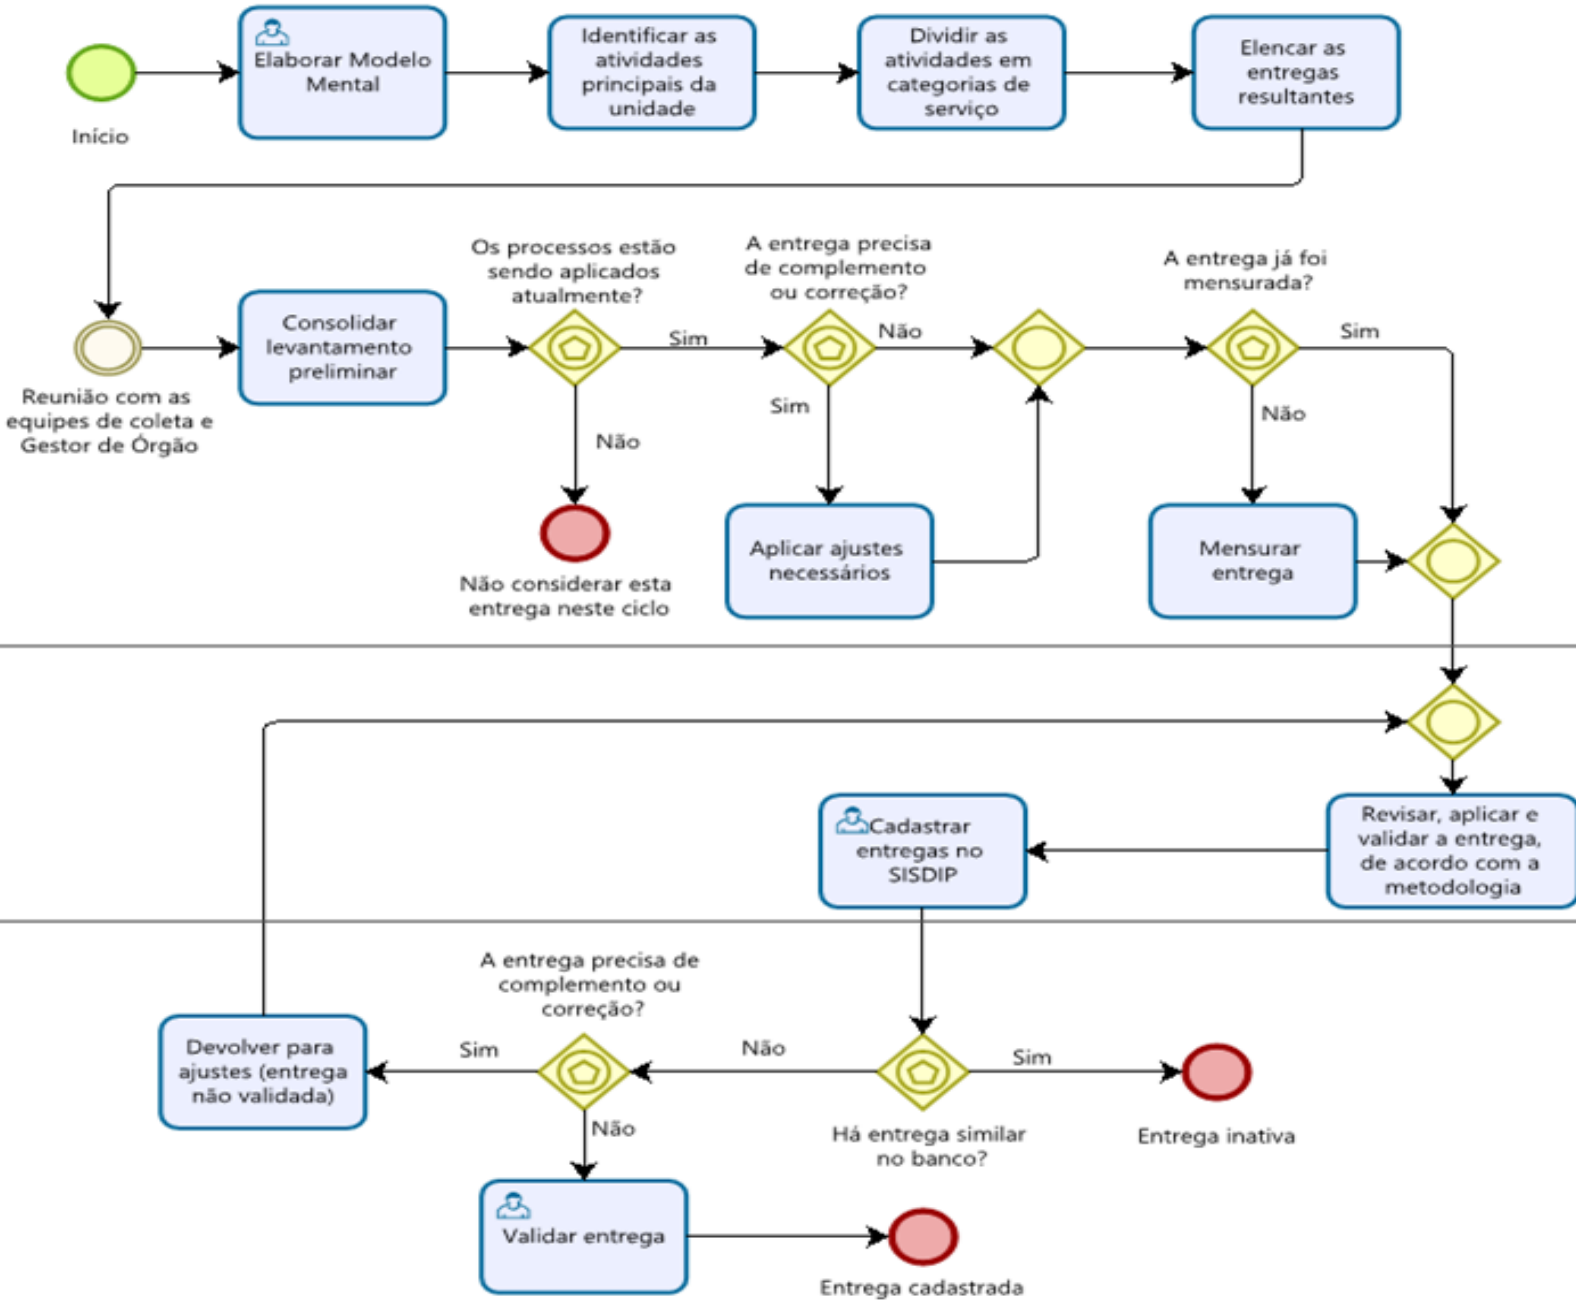 Início
Elaborar Modelo
Mental
Identificar as
atividades
principais da
unidade
Dividir as
atividades em
categorias de
serviço
Elencar as
entregas
resultantes
Reunião com as
equipes de coleta e
Gestor de Órgão
Consolidar
levantamento
preliminar
Os processos estão
sendo aplicados
atualmente?
Sim
Não
Não considerar esta
entrega neste ciclo
A entrega precisa
de complemento
ou correção?
Não
Sim
Aplicar ajustes
necessários
A entrega já foi
mensurada?
Sim
Não
Mensurar
entrega
Revisar, aplicar e
validar a entrega,
de acordo com a
metodologia
Cadastrar
entregas no
SISDIP
Há entrega similar
no banco?
Sim
Entrega inativa
Não
A entrega precisa de
complemento ou
correção?
Sim
Devolver para
ajustes (entrega
não validada)
Não
Validar entrega
Entrega cadastrada